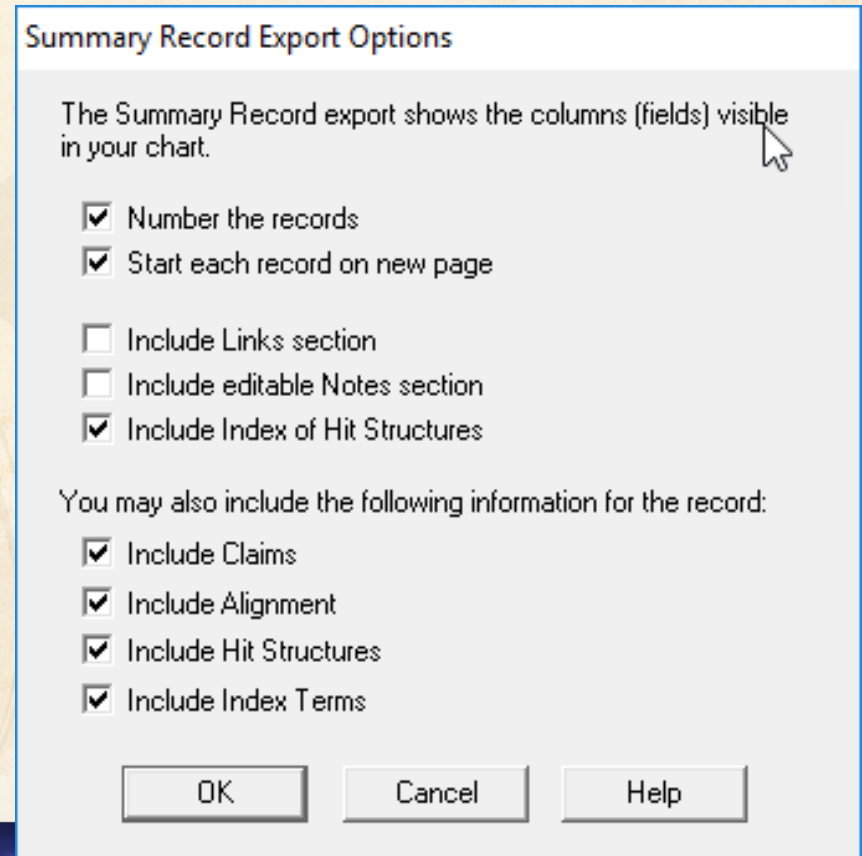 Summary Record Export Options
The Summary Record export shows the columns (fields) visible
in your chart.
Number the records
Start each record on new page
Include Links section
Include editable Notes section
Include Index of Hit Structures
You may also include the following information for the record:
Include Claims
Include Alignment
Include Hit Structures
Include Index Terms
OK Cancel Help